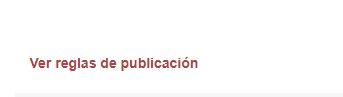 Ver reglas de publicación